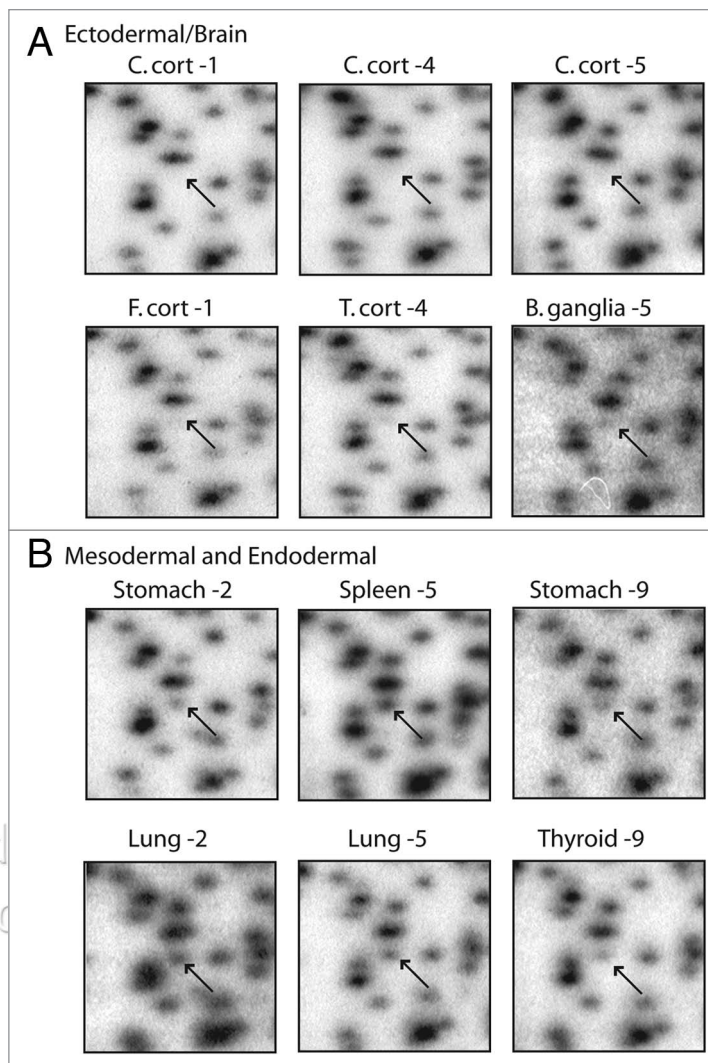 A Ectodermal/Brain
C. cort -1 C. cort -4 C. cort -5
F. cort -1 T. cort -4 B. ganglia -5
B Mesodermal and Endodermal
Stomach -2 Spleen -5 Stomach -9
Lung -2 Lung -5 Thyroid -9